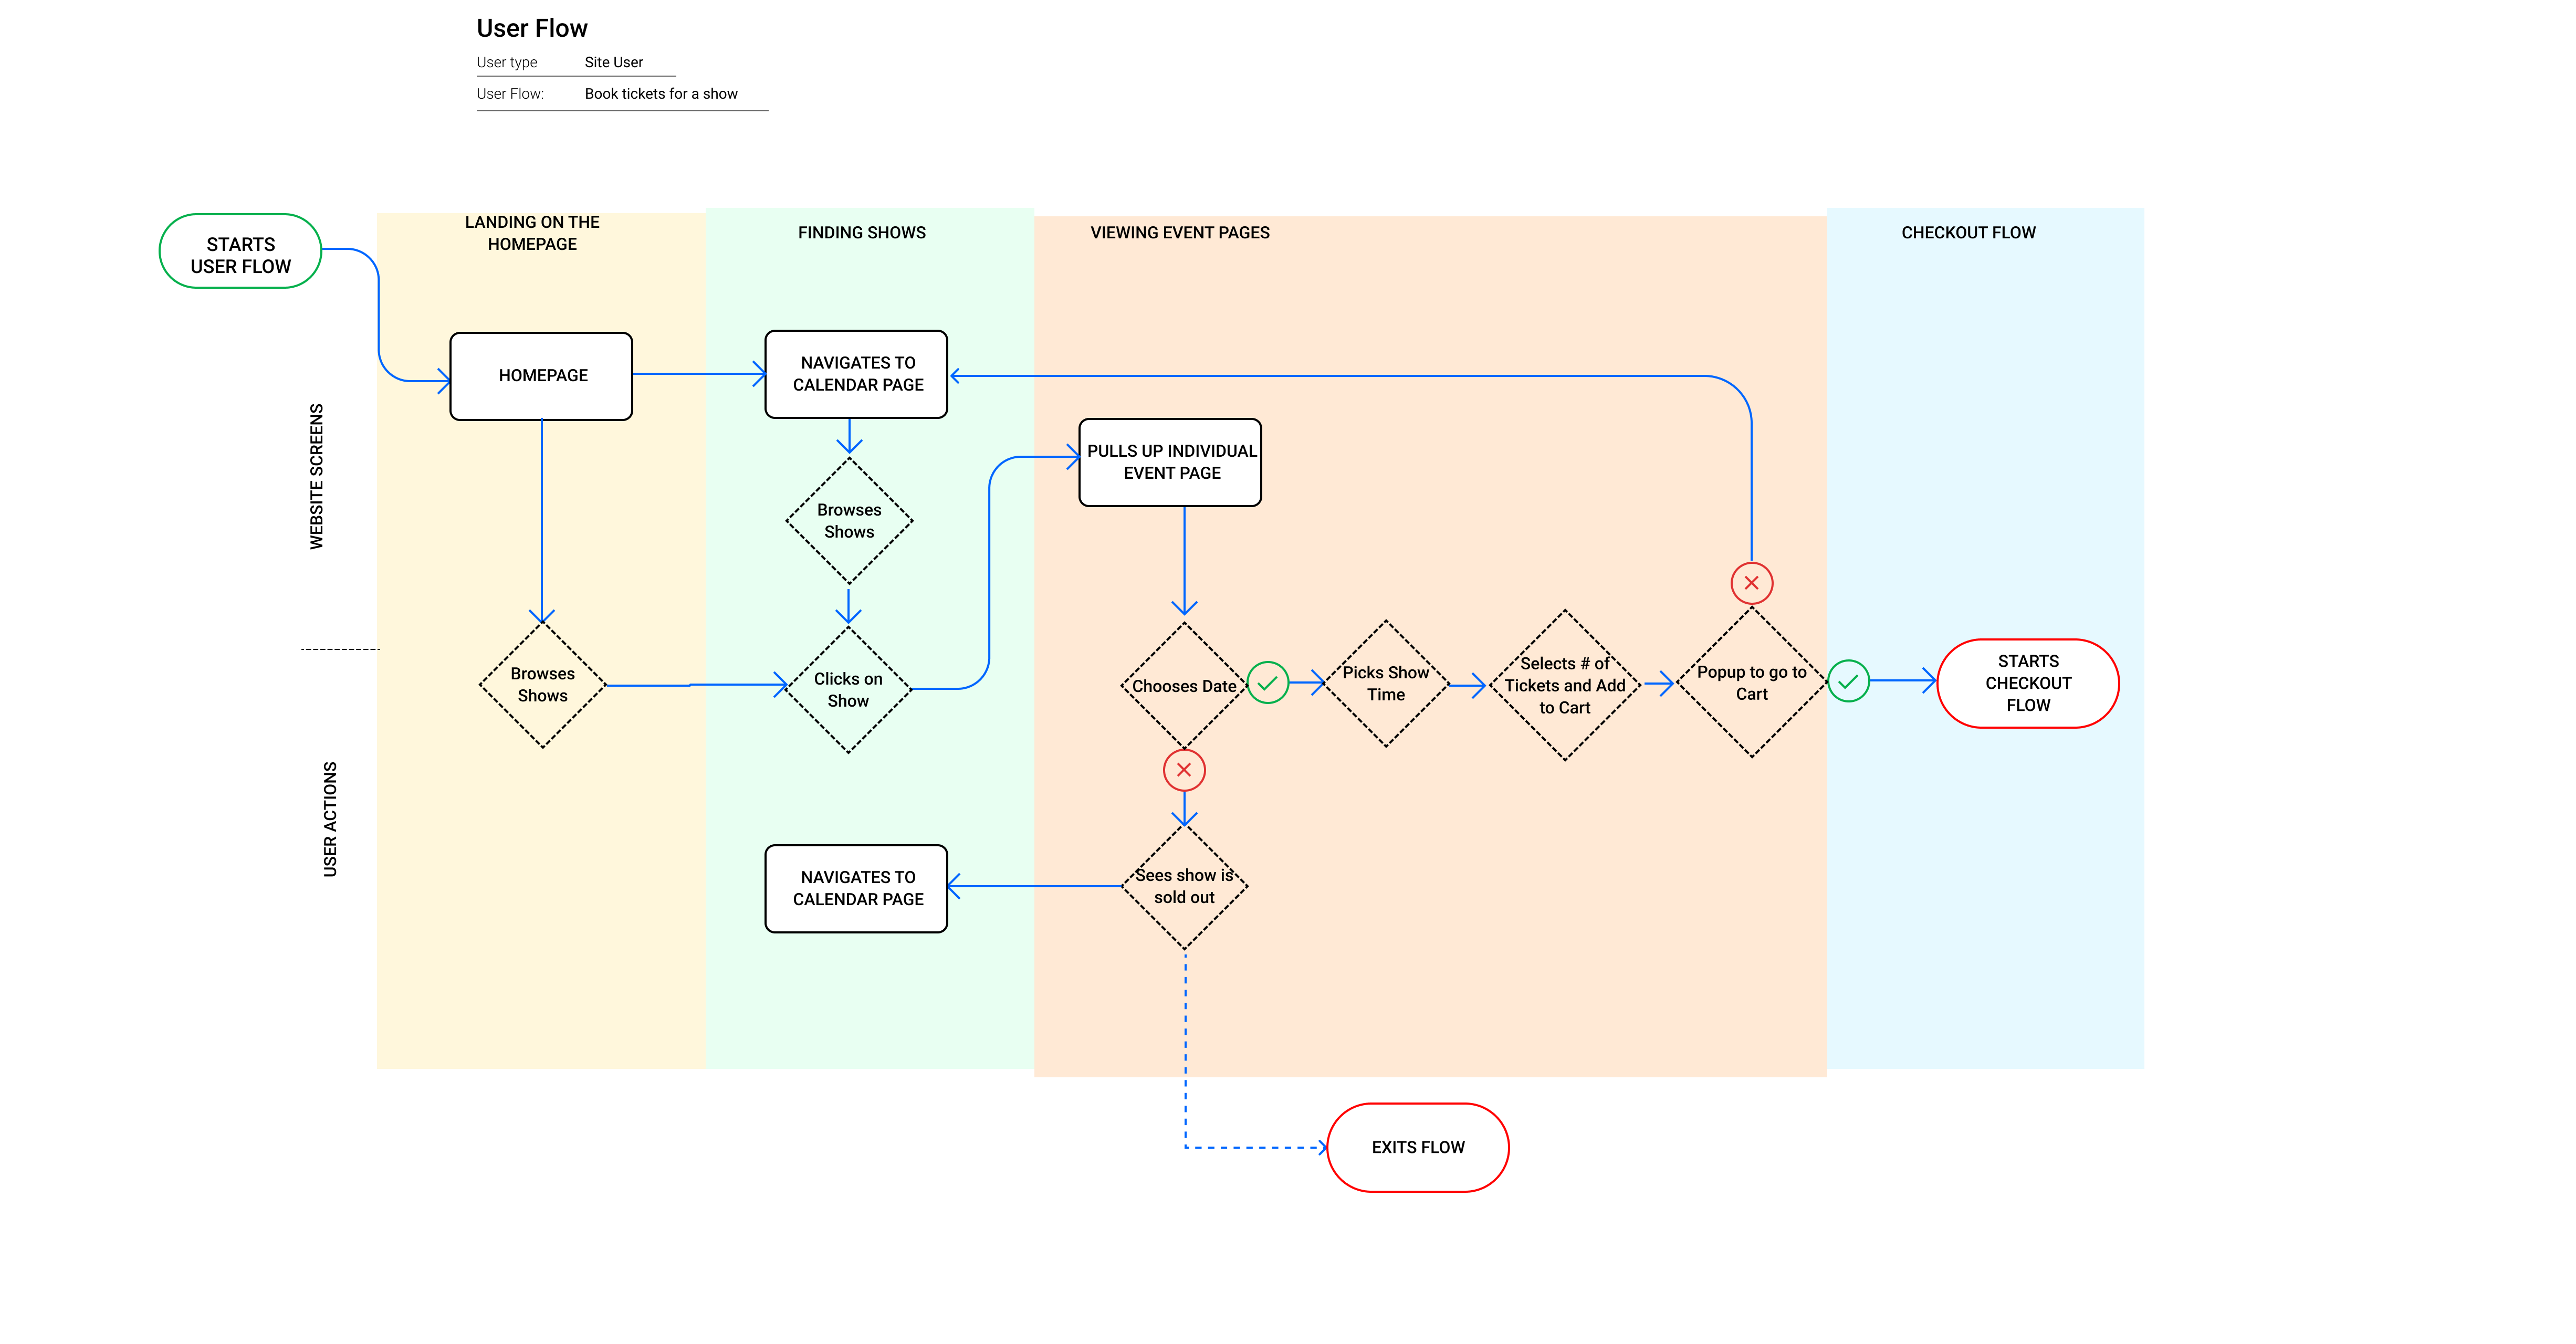 User Flow
User type Site User
User Flow: Book tickets for a show
STARTS
USER FLOW
LANDING ON THE
HOMEPAGE
FINDING SHOWS
VIEWING EVENT PAGES
CHECKOUT FLOW
WEBSITE SCREENS
USER ACTIONS
HOMEPAGE
NAVIGATES TO
CALENDAR PAGE
PULLS UP INDIVIDUAL
EVENT PAGE
Browses
Shows
Browses
Shows
Clicks on
Show
Chooses Date
Picks Show
Time
Selects # of
Tickets and Add
to Cart
Popup to go to
Cart
STARTS
CHECKOUT
FLOW
NAVIGATES TO
CALENDAR PAGE
Sees show is
sold out
EXITS FLOW